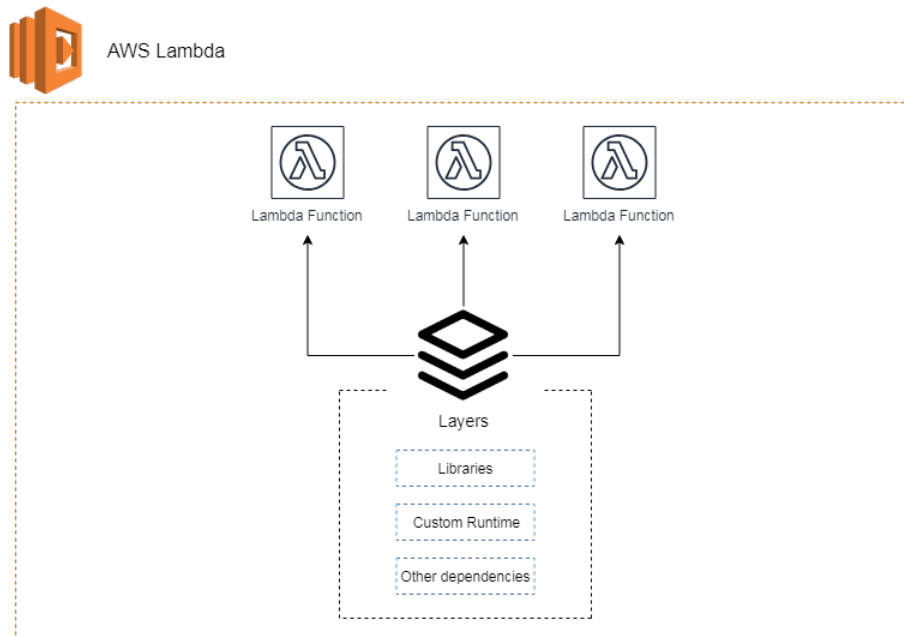 AWS Lambda
Lambda Function
Lambda Function
Lambda Function
Layers
Libraries
Custom Runtime
Other dependencies